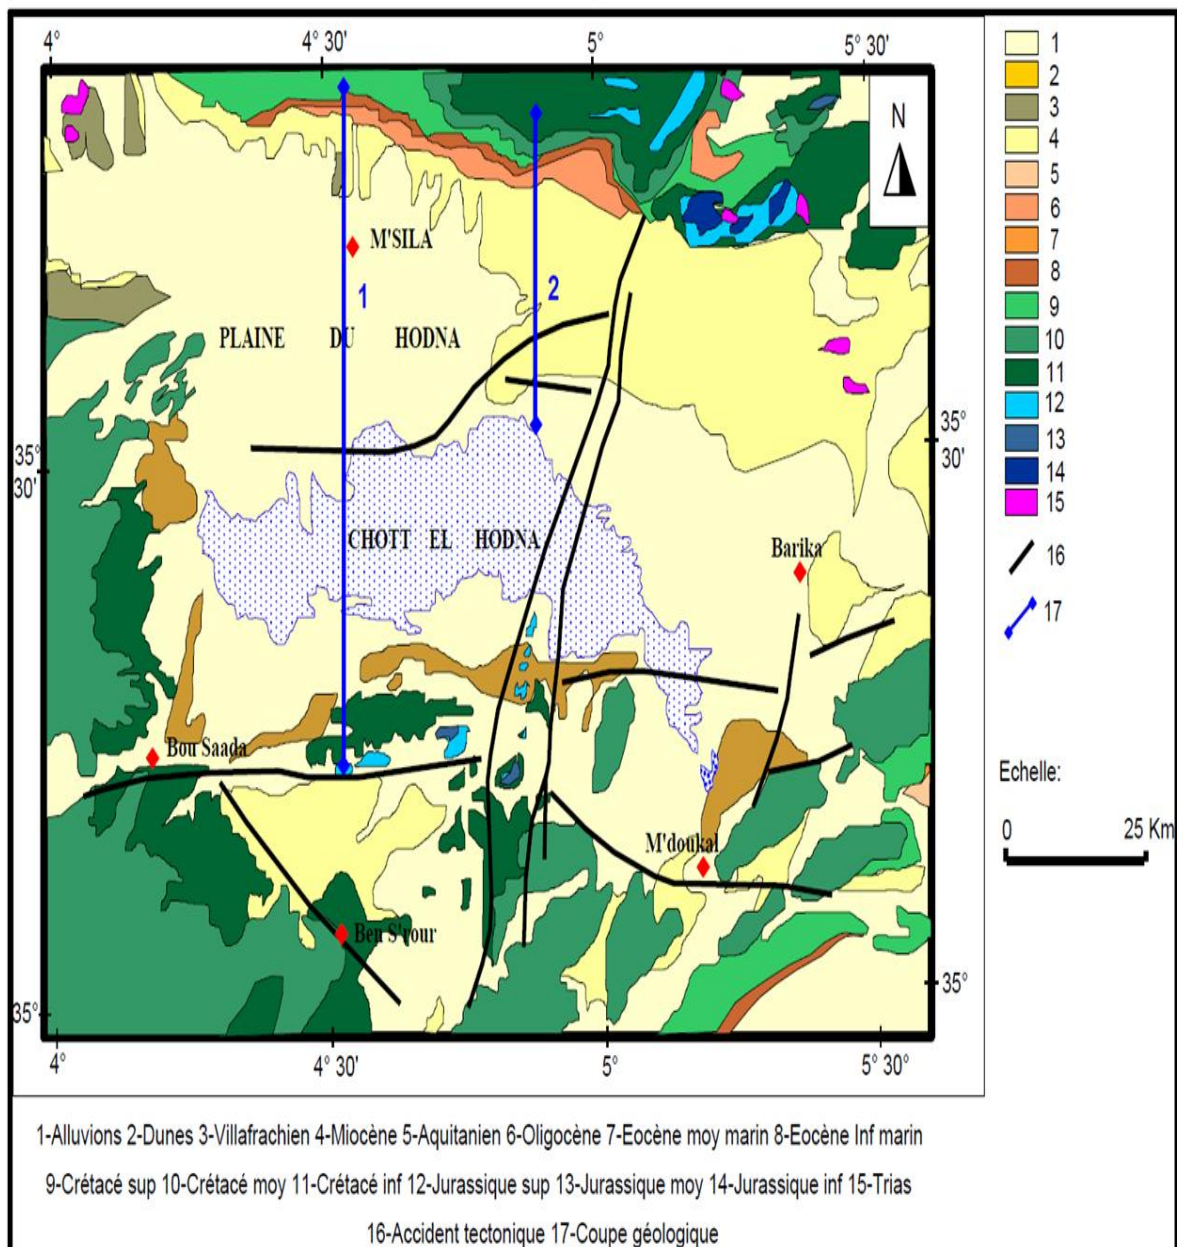 4° 4° 30' 5° 5° 30'
N
M'SILA
1 2
PLAINE DU HODNA
35° 30'
35° 30'
CHOTT EL HODNA
Barika
Bou Saada
M'doukal
Ben S'rour
35° 35°
4° 4° 30' 5° 5° 30'
1
2
3
4
5
6
7
8
9
10
11
12
13
14
15
16
17
Echelle:
0 25 Km
1-Alluvions 2-Dunes 3-Villafrachien 4-Miocène 5-Aquitanien 6-Oligocène 7-Eocène moy marin 8-Eocène Inf marin
9-Crétacé sup 10-Crétacé moy 11-Crétacé inf 12-Jurassique sup 13-Jurassique moy 14-Jurassique inf 15-Trias
16-Accident tectonique 17-Coupe géologique